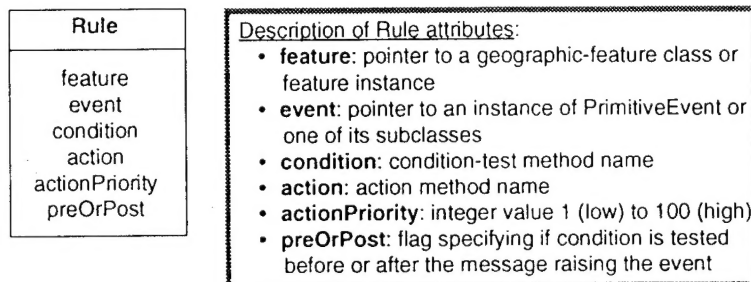 Rule
feature
event
condition
action
actionPriority
preOrPost
Description of Rule attributes:
• feature: pointer to a geographic-feature class or
feature instance
• event: pointer to an instance of PrimitiveEvent or
one of its subclasses
• condition: condition-test method name
• action: action method name
• actionPriority: integer value 1 (low) to 100 (high)
• preOrPost: flag specifying if condition is tested
before or after the message raising the event